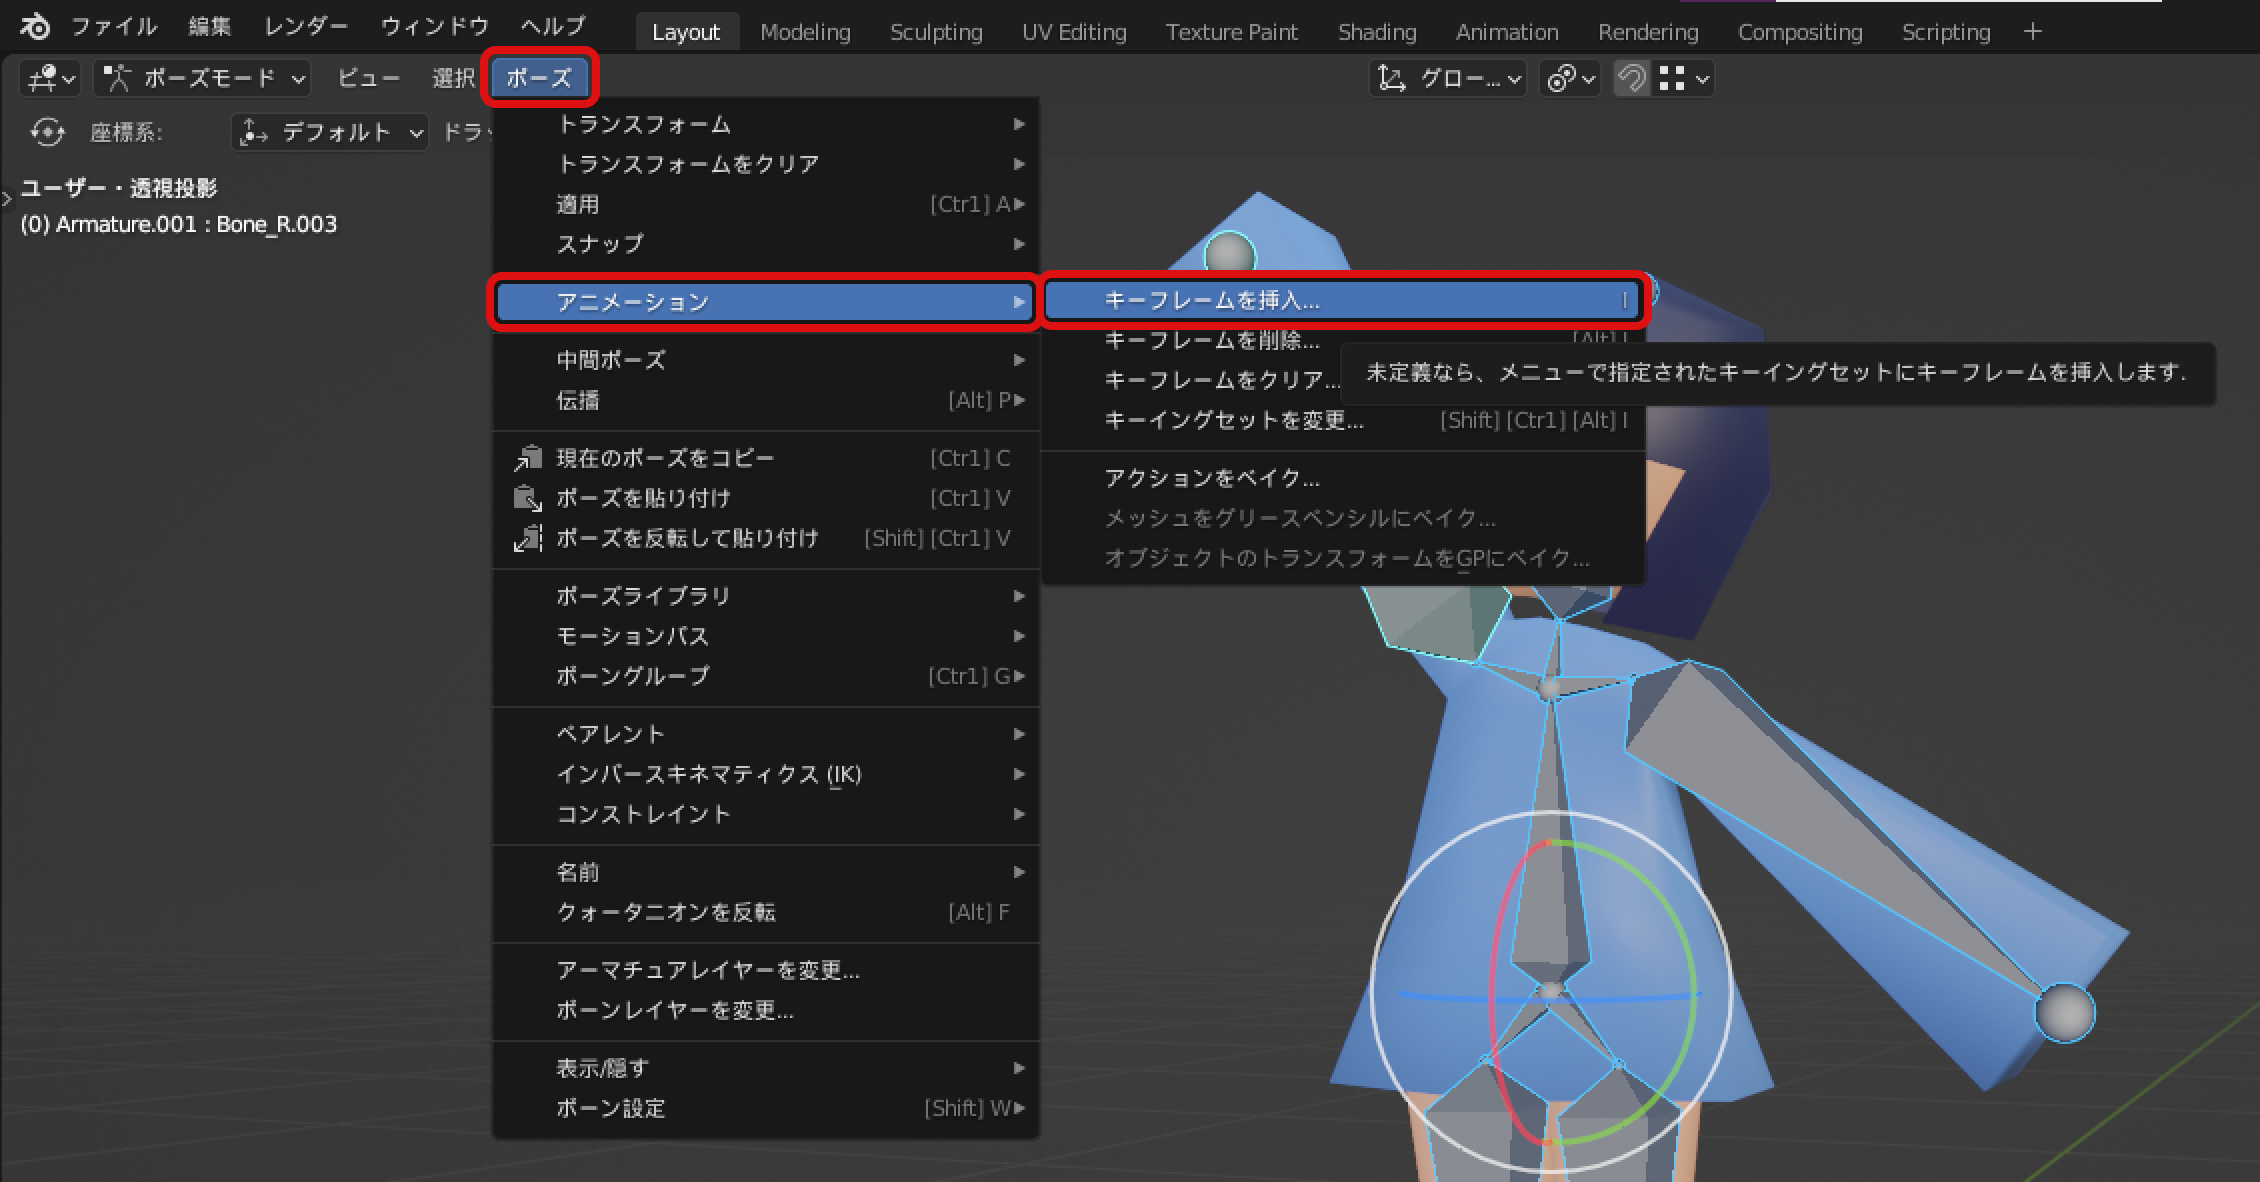 ファイル 編集 レンダー ウィンドウ ヘルプ Layout Modeling Sculpting UV Editing Texture Paint Shading Animation Rendering Compositing Scripting +
ポーズモード ビュー 選択 ポーズ グロー...
座標系: デフォルト ドラッ
ユーザー・透視投影
(0) Armature.001 : Bone_R.003
トランスフォーム
トランスフォームをクリア
適用 [Ctrl] A
スナップ
アニメーション
中間ポーズ
伝播 [Alt] P
現在のポーズをコピー [Ctrl] C
ポーズを貼り付け [Ctrl] V
ポーズを反転して貼り付け [Shift] [Ctrl] V
ポーズライブラリ
モーションパス
ボーングループ [Ctrl] G
ペアレント
インバースキネマティクス (IK)
コンストレイント
名前
クォータニオンを反転 [Alt] F
アーマチュアレイヤーを変更...
ボーンレイヤーを変更...
表示/隠す
ボーン設定 [Shift] W
キーフレームを挿入... I
キーフレームを削除... [Alt] I
キーフレームをクリア...
キーイングセットを変更... [Shift] [Ctrl] [Alt] I
アクションをベイク...
メッシュをグリースペンシルにベイク...
オブジェクトのトランスフォームをGPにベイク...
未定義なら、メニューで指定されたキーイングセットにキーフレームを挿入します.